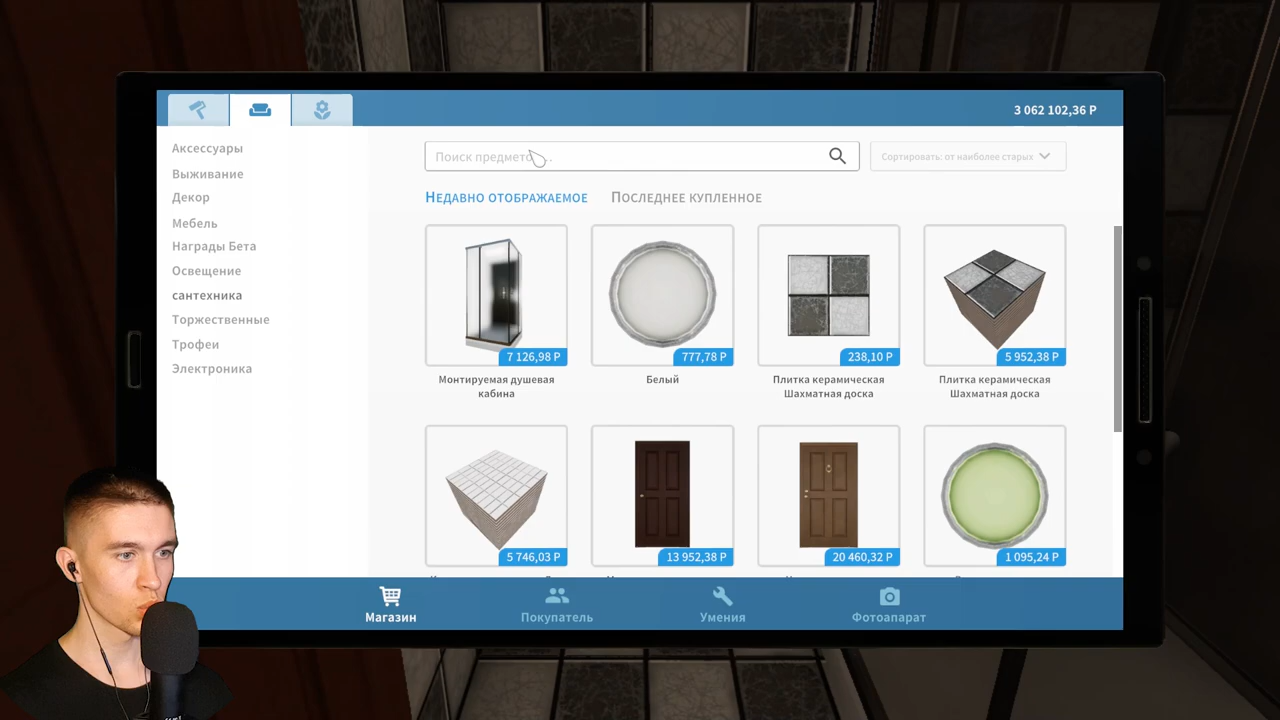 3 062 102,36 Р
Аксессуары
Выживание
Декор
Мебель
Награды Бета
Освещение
сантехника
Торжественные
Трофеи
Электроника
Поиск предмето...
Сортировать: от наиболее старых
Недавно отображаемое
Последнее купленное
7 126,98 Р
777,78 Р
238,10 Р
5 952,38 Р
Монтируемая душевая
кабина
Белый
Плитка керамическая
Шахматная доска
Плитка керамическая
Шахматная доска
5 746,03 Р
13 952,38 Р
20 460,32 Р
1 095,24 Р
Магазин
Покупатель
Умения
Фотоаппарат